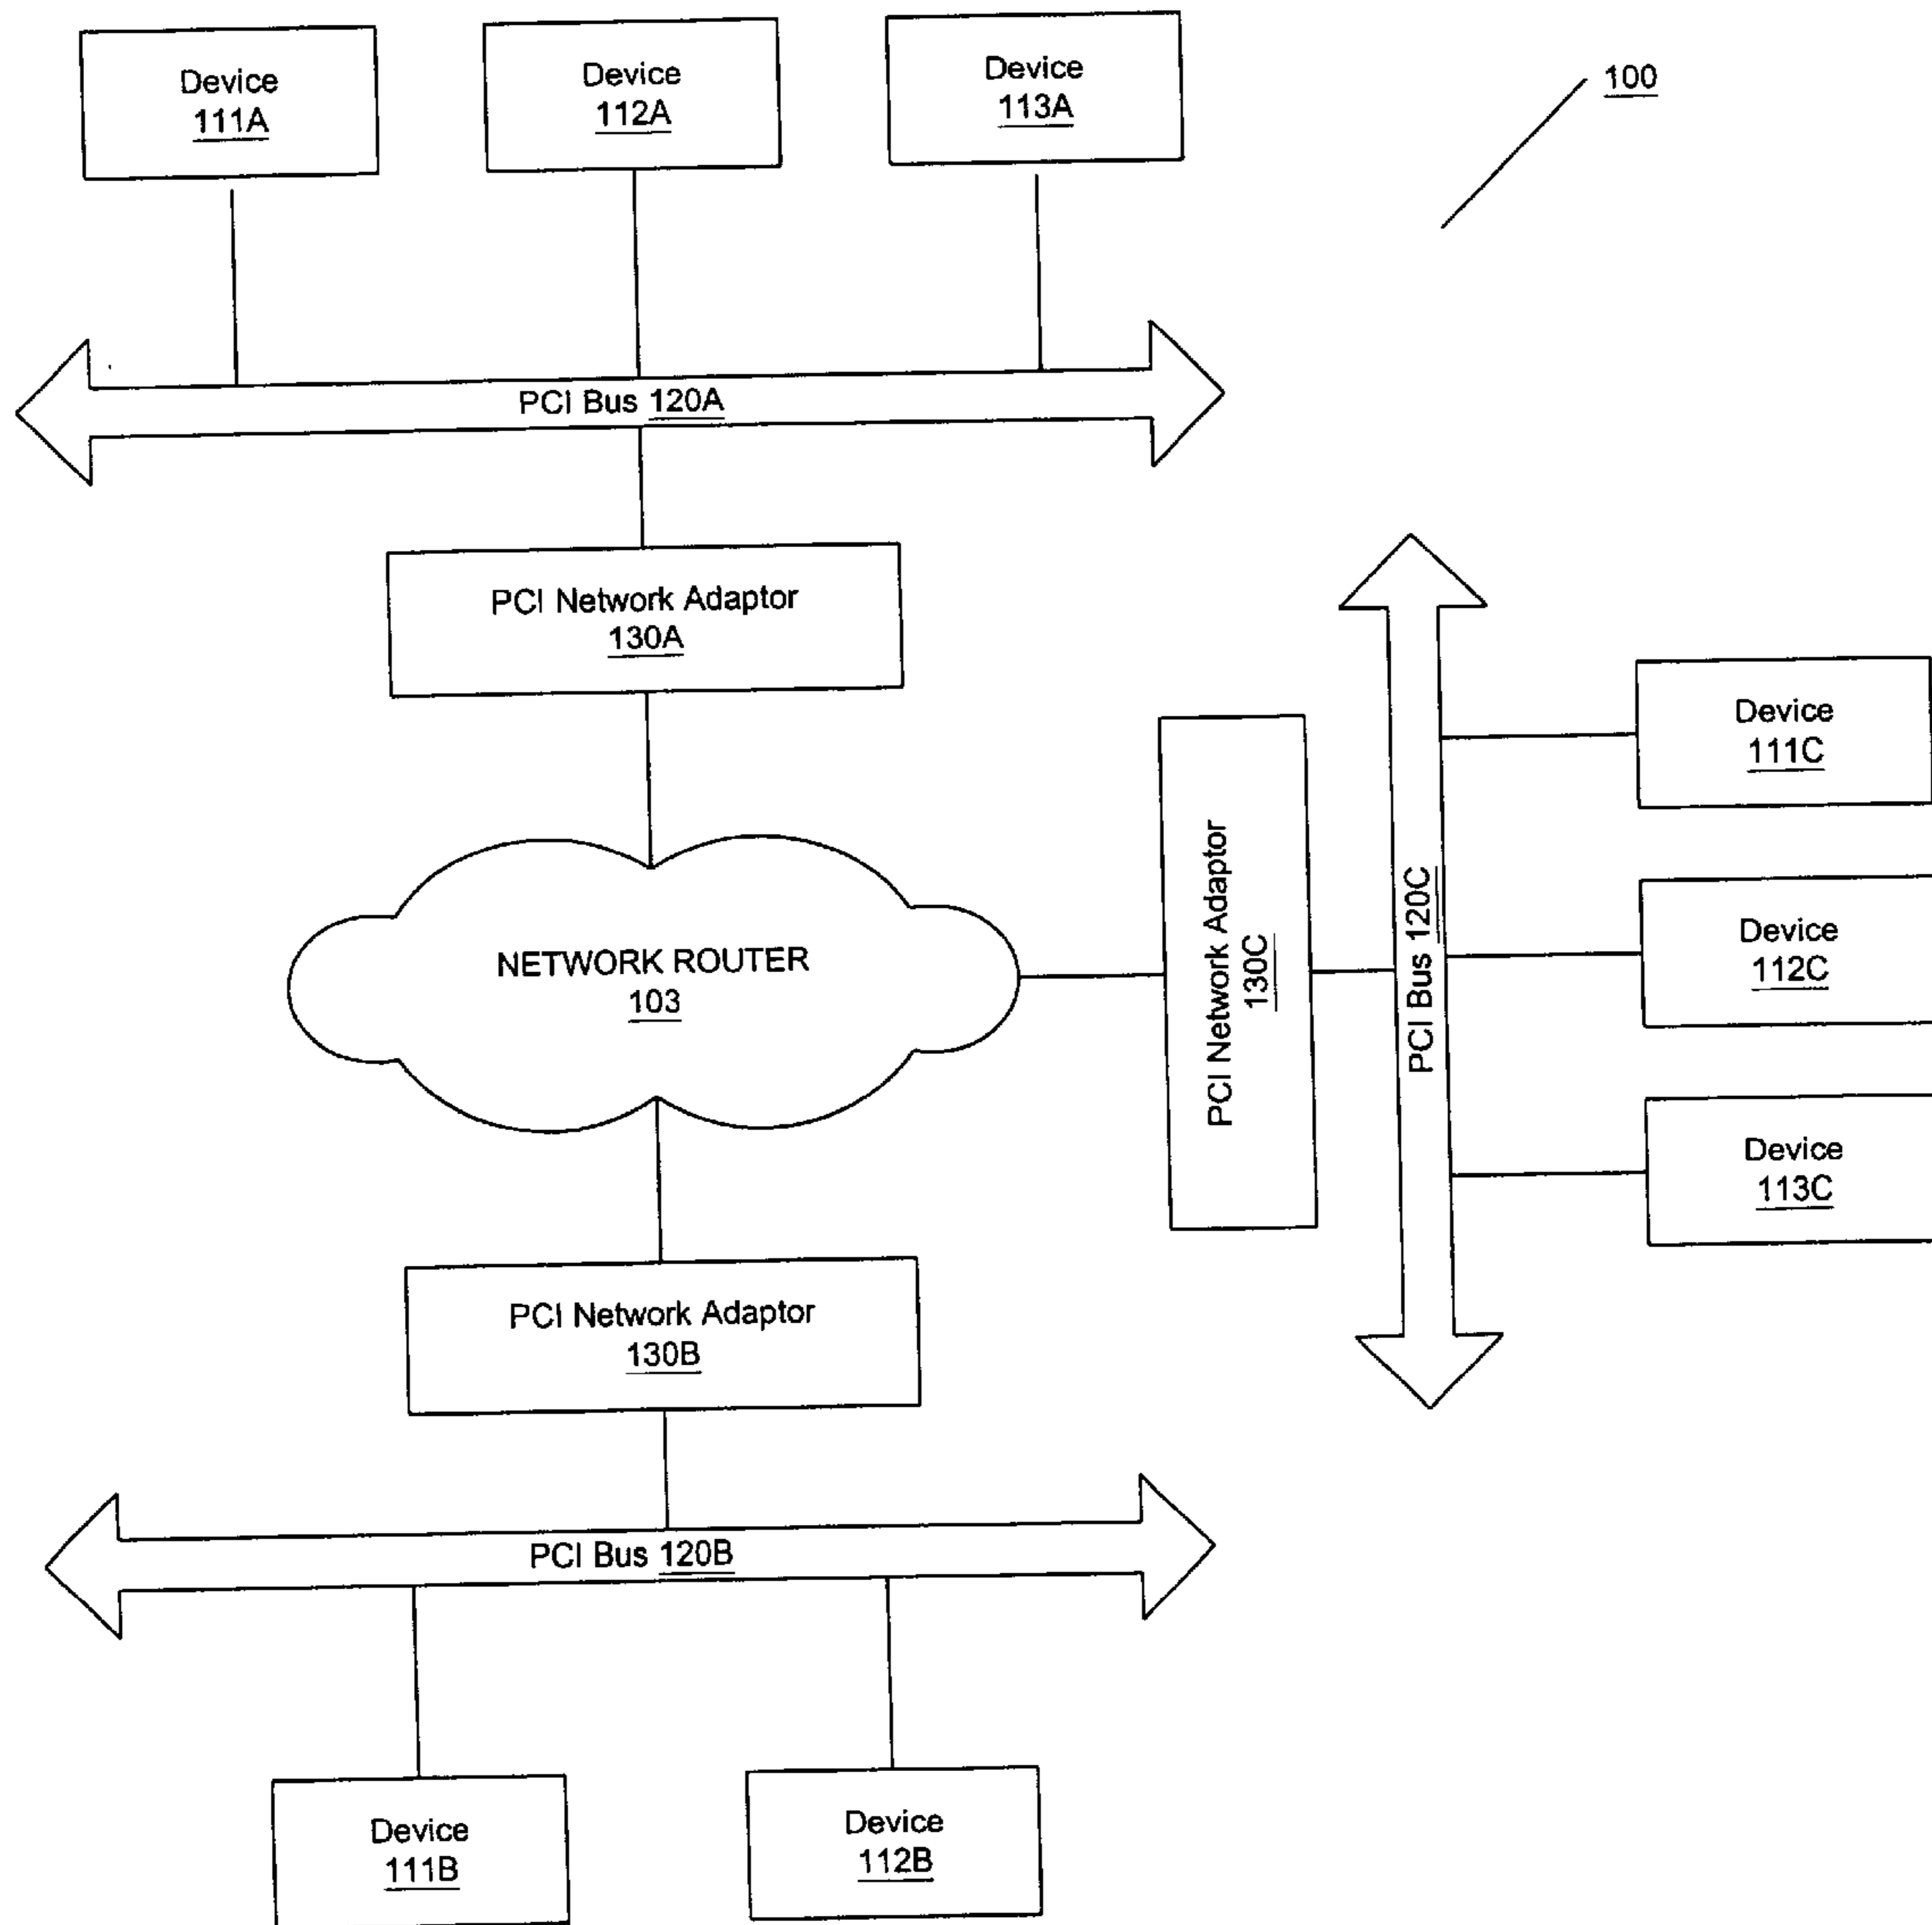 Device
111A
Device
112A
Device
113A
100
PCI Bus 120A
PCI Network Adaptor
130A
NETWORK ROUTER
103
PCI Network Adaptor
130C
PCI Bus 120C
Device
111C
Device
112C
Device
113C
PCI Network Adaptor
130B
PCI Bus 120B
Device
111B
Device
112B